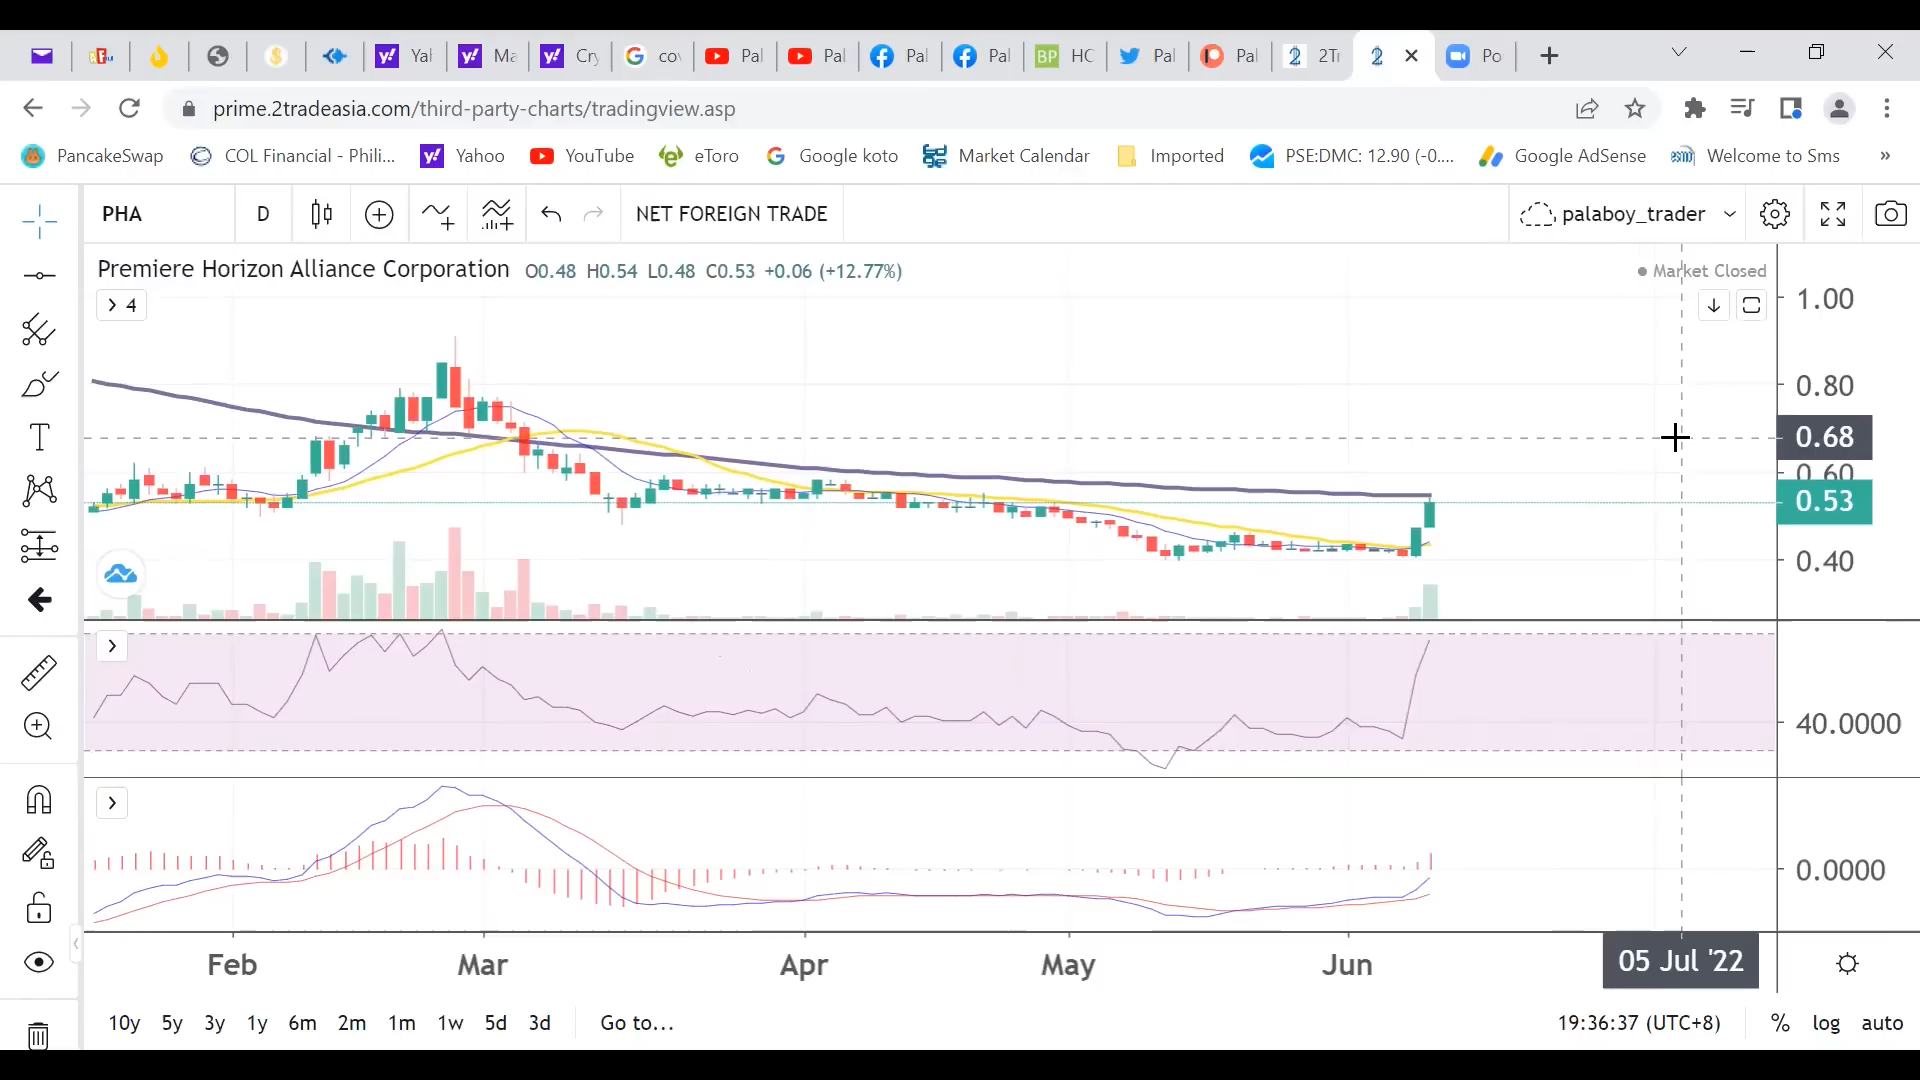 Yal
Ma
Cry
cov
Pal
Pal
Pal
Pal
BP HC
Pal
Pal
2Tr
Po
prime.2tradeasia.com/third-party-charts/tradingview.asp
PancakeSwap
COL Financial - Phili...
Yahoo
YouTube
eToro
Google koto
Market Calendar
Imported
PSE:DMC: 12.90 (-0....
Google AdSense
Welcome to Sms
»
PHA
D
NET FOREIGN TRADE
palaboy_trader
Premiere Horizon Alliance Corporation O0.48 H0.54 L0.48 C0.53 +0.06 (+12.77%)
Market Closed
4
1.00
0.80
0.68
0.60
0.53
0.40
40.0000
0.0000
Feb
Mar
Apr
May
Jun
05 Jul '22
10y 5y 3y 1y 6m 2m 1m 1w 5d 3d
Go to...
19:36:37 (UTC+8)
% log auto